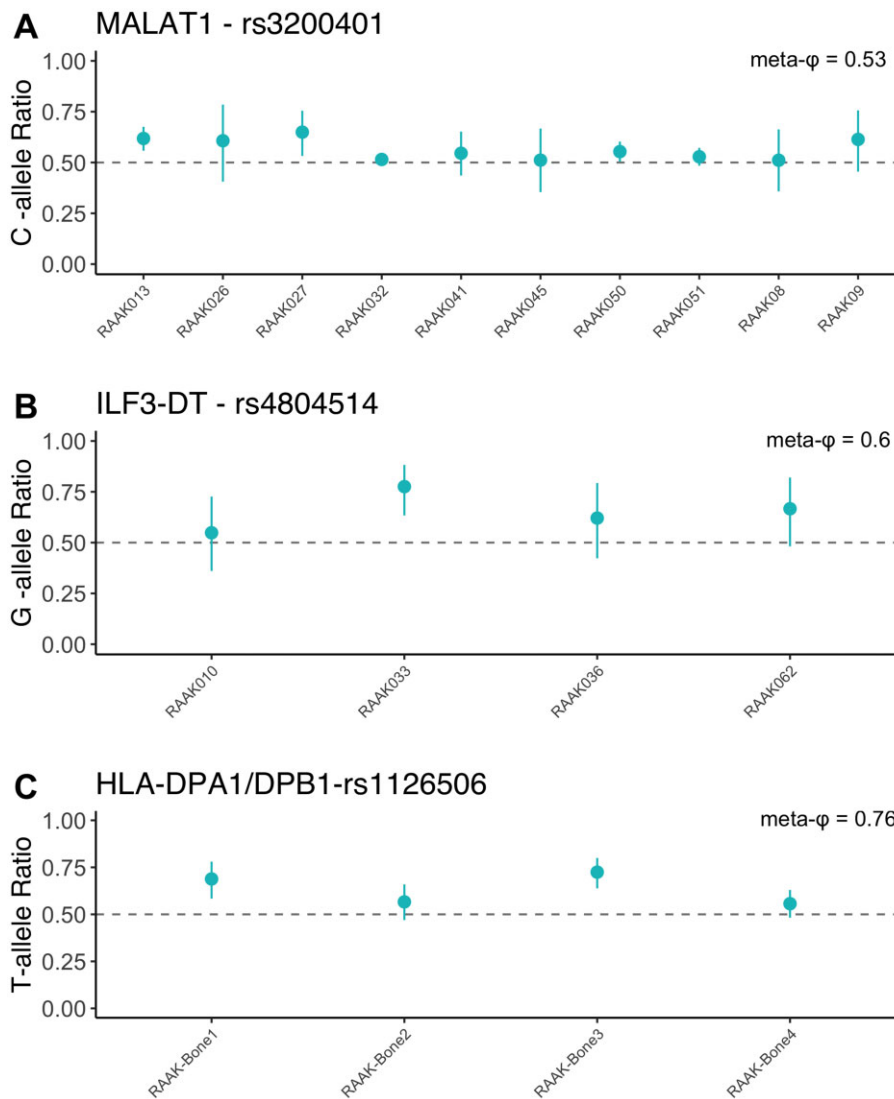 A MALAT1 - rs3200401
meta-φ = 0.53
C -allele Ratio
1.00
0.75
0.50
0.25
0.00
RAAK013 RAAK026 RAAK027 RAAK032 RAAK041 RAAK045 RAAK050 RAAK051 RAAK08 RAAK09
B ILF3-DT - rs4804514
meta-φ = 0.6
G -allele Ratio
1.00
0.75
0.50
0.25
0.00
RAAK010 RAAK033 RAAK036 RAAK062
C HLA-DPA1/DPB1-rs1126506
meta-φ = 0.76
T-allele Ratio
1.00
0.75
0.50
0.25
0.00
RAAK-Bone1 RAAK-Bone2 RAAK-Bone3 RAAK-Bone4